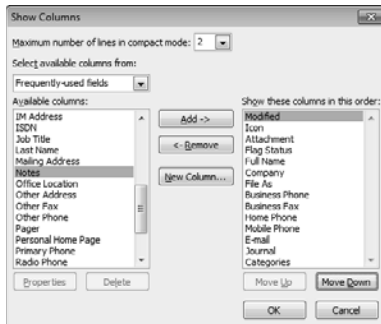 Show Columns
Maximum number of lines in compact mode: 2
Select available columns from:
Frequently-used fields
Available columns:
IM Address
ISDN
Job Title
Last Name
Mailing Address
Notes
Office Location
Other Address
Other Fax
Other Phone
Pager
Personal Home Page
Primary Phone
Radio Phone
Properties
Delete
Add ->
<- Remove
New Column...
Show these columns in this order:
Modified
Icon
Attachment
Flag Status
Full Name
Company
File As
Business Phone
Business Fax
Home Phone
Mobile Phone
E-mail
Journal
Categories
Move Up
Move Down
OK
Cancel